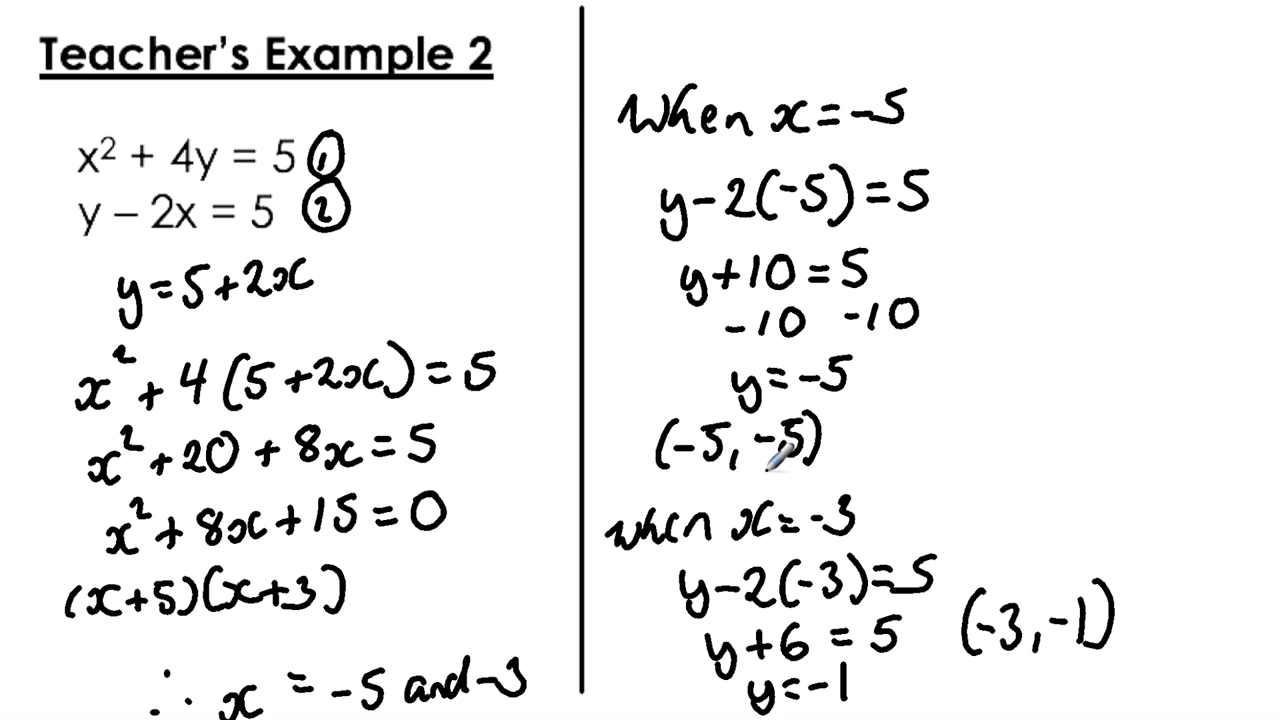 Teacher's Example 2
x² + 4y = 5 ①
y – 2x = 5 ②
y = 5 + 2x
x² + 4(5 + 2x) = 5
x² + 20 + 8x = 5
x² + 8x + 15 = 0
(x+5)(x+3)
∴ x = -5 and -3
When x = -5
y - 2(-5) = 5
y + 10 = 5
-10 -10
y = -5
(-5, -5)
when x = -3
y - 2(-3) = 5
y + 6 = 5 (-3, -1)
y = -1